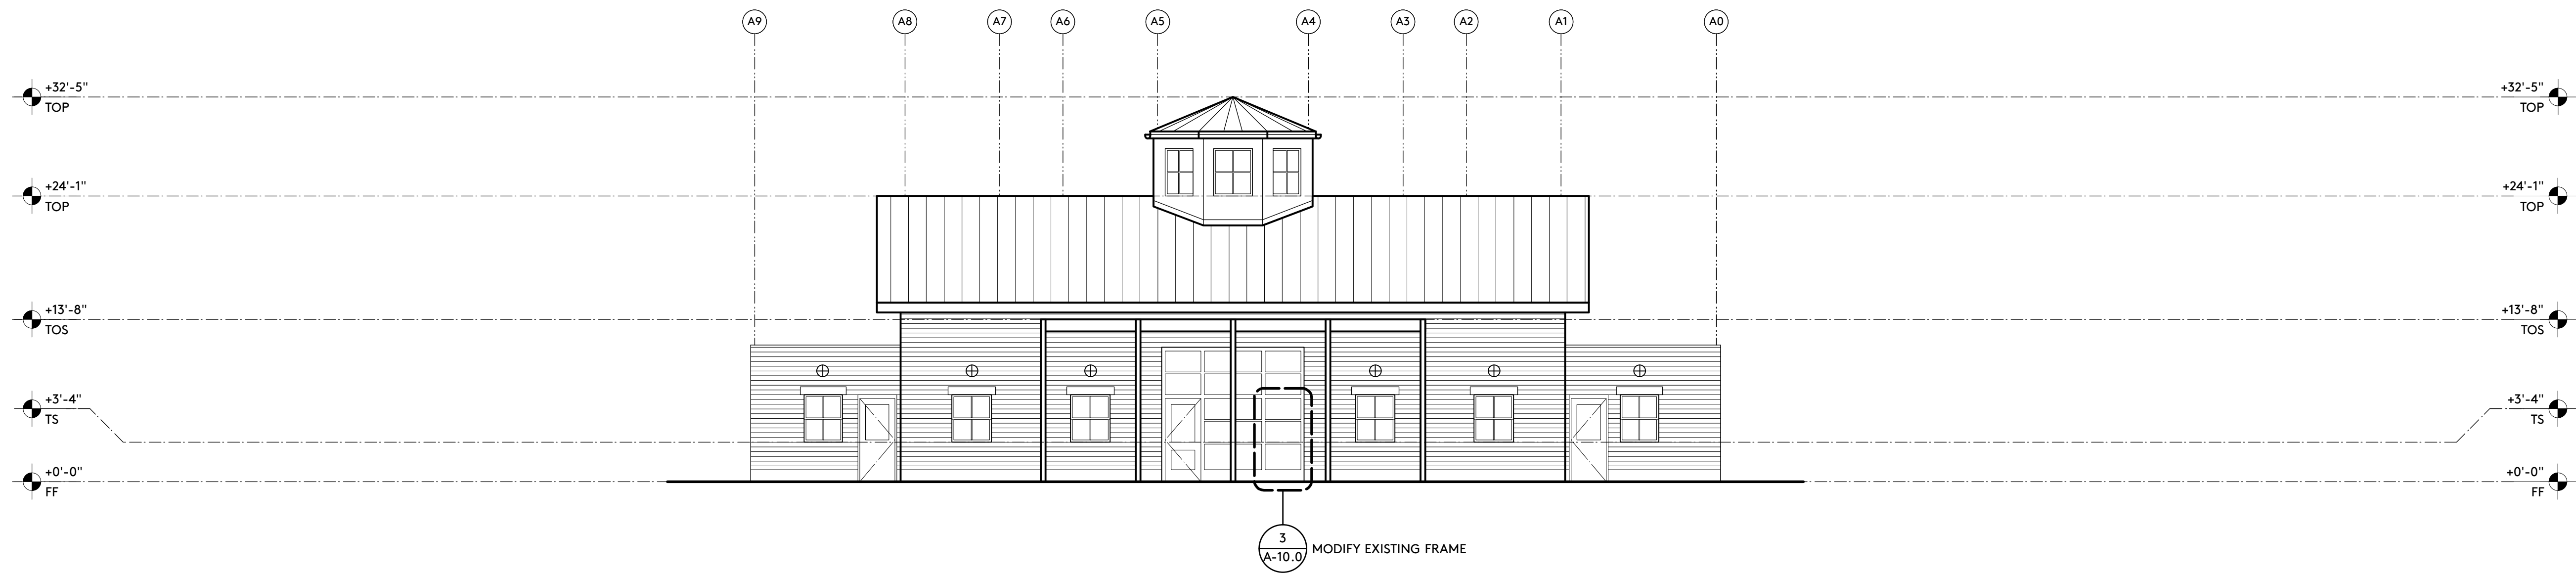 A9 A8 A7 A6 A5 A4 A3 A2 A1 A0
+32'-5" +32'-5"
TOP TOP
+24'-1" +24'-1"
TOP TOP
+13'-8" +13'-8"
TOS TOS
+3'-4" +3'-4"
TS TS
+0'-0" +0'-0"
FF FF
3
A-10.0 MODIFY EXISTING FRAME